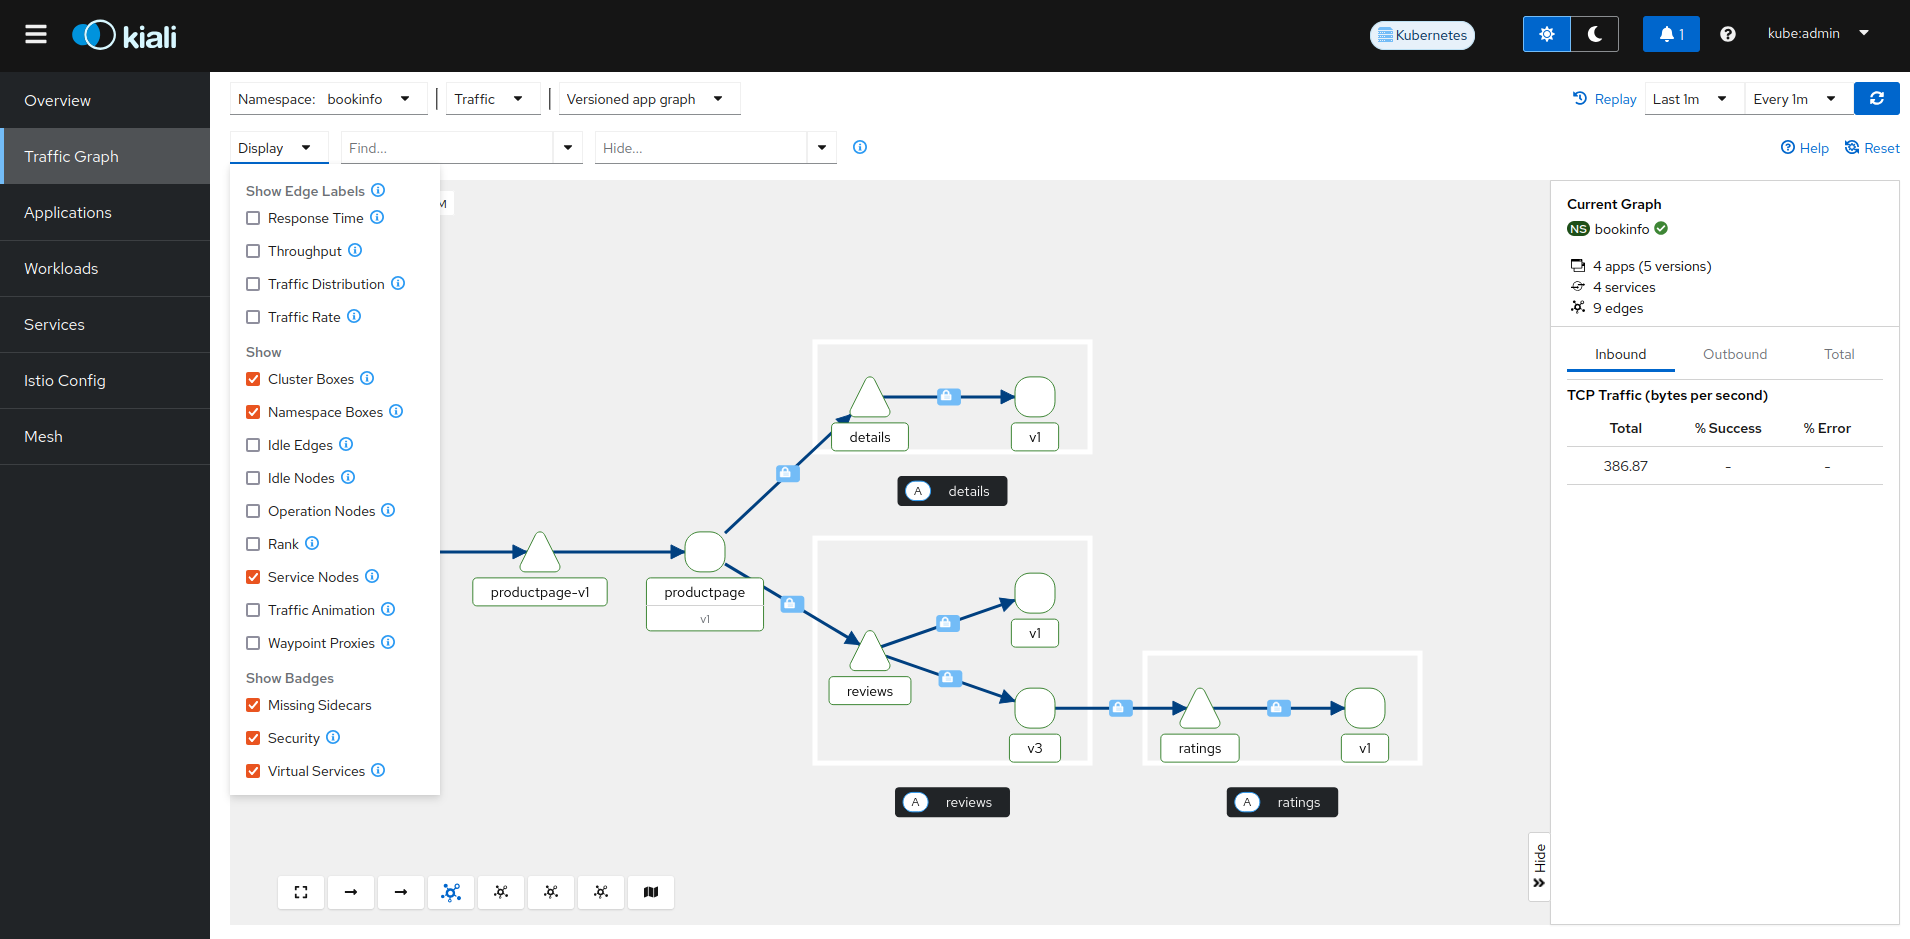 kiali
Kubernetes
1
kube:admin
Overview
Traffic Graph
Applications
Workloads
Services
Istio Config
Mesh
Namespace: bookinfo
Traffic
Versioned app graph
Replay
Last 1m
Every 1m
Display
Find...
Hide...
Help
Reset
Show Edge Labels
Response Time
Throughput
Traffic Distribution
Traffic Rate
Show
Cluster Boxes
Namespace Boxes
Idle Edges
Idle Nodes
Operation Nodes
Rank
Service Nodes
Traffic Animation
Waypoint Proxies
Show Badges
Missing Sidecars
Security
Virtual Services
M
details
v1
A details
productpage-v1
productpage
v1
v1
reviews
v3
A reviews
ratings
v1
A ratings
Hide
Current Graph
NS bookinfo
4 apps (5 versions)
4 services
9 edges
Inbound Outbound Total
TCP Traffic (bytes per second)
Total % Success % Error
386.87 - -